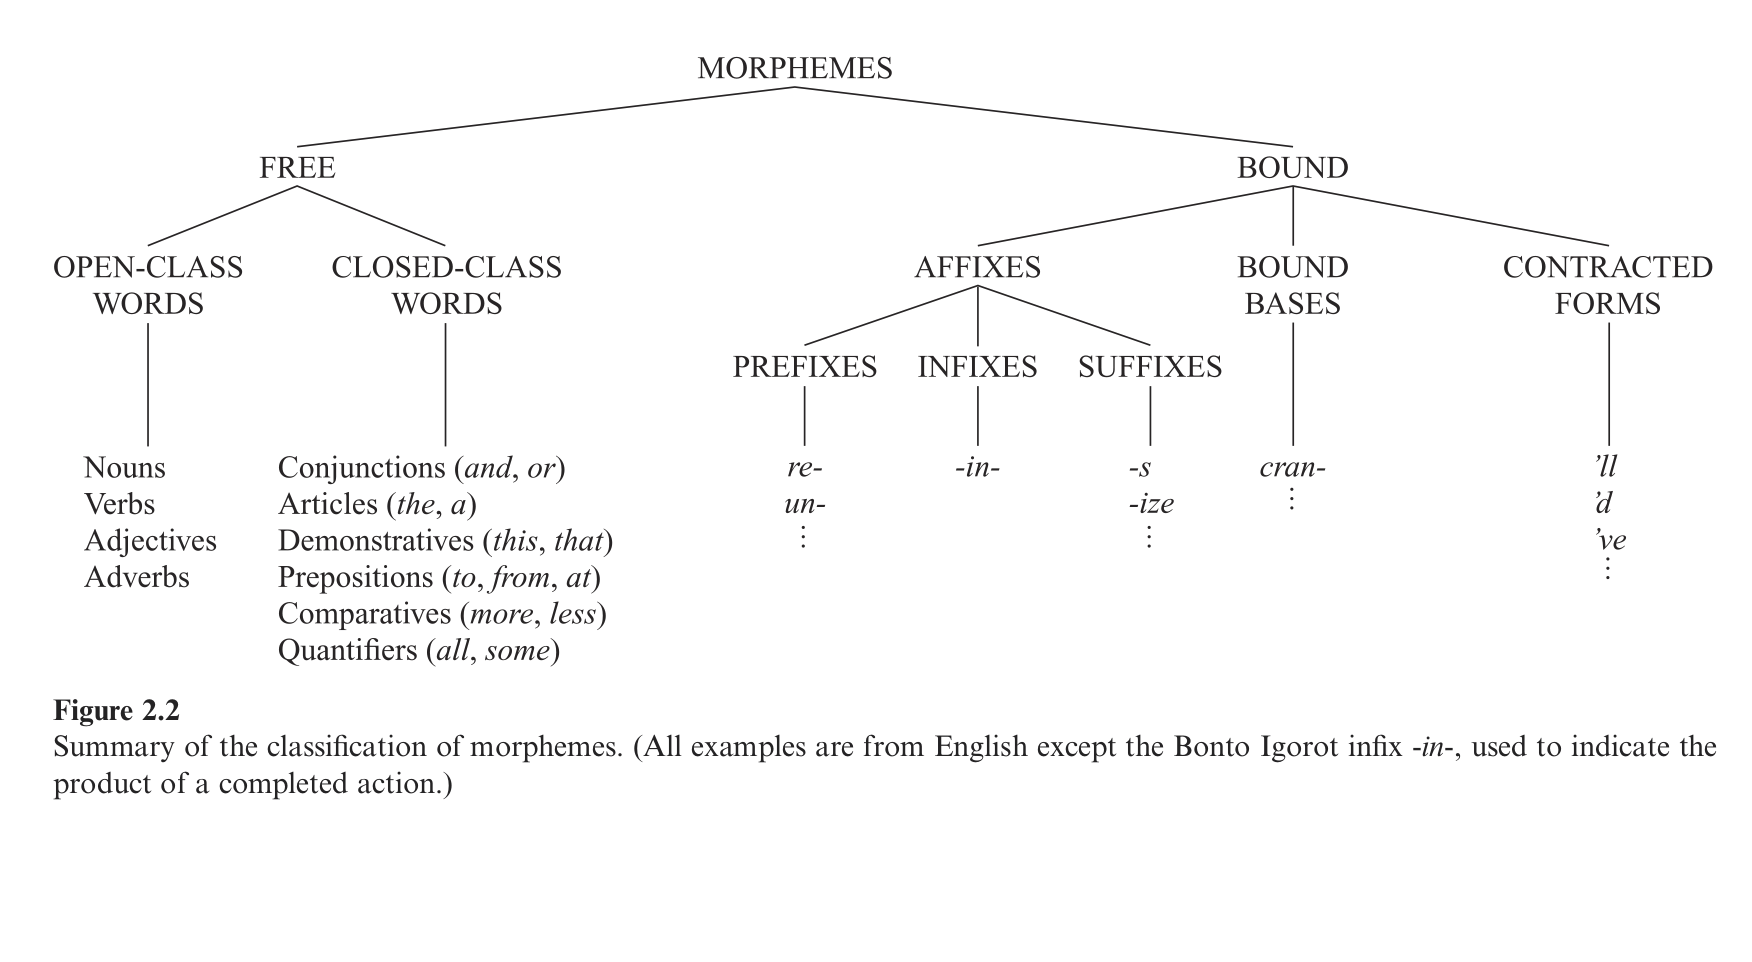 MORPHEMES
FREE BOUND
OPEN-CLASS CLOSED-CLASS AFFIXES BOUND CONTRACTED
WORDS WORDS BASES FORMS
PREFIXES INFIXES SUFFIXES
Nouns Conjunctions (and, or) re- -in- -s cran- ’ll
Verbs Articles (the, a) un- -ize ⋮ ’d
Adjectives Demonstratives (this, that) ⋮ ⋮ ’ve
Adverbs Prepositions (to, from, at) ⋮
Comparatives (more, less)
Quantifiers (all, some)
Figure 2.2
Summary of the classification of morphemes. (All examples are from English except the Bonto Igorot infix -in-, used to indicate the
product of a completed action.)